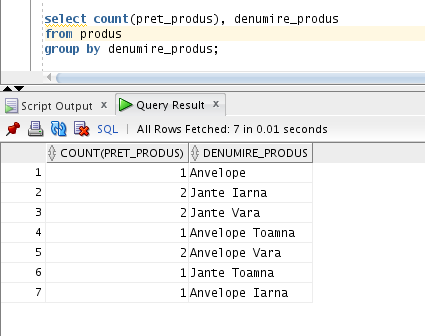 select count(pret_produs), denumire_produs
from produs
group by denumire_produs;
Script Output x Query Result x
SQL | All Rows Fetched: 7 in 0.01 seconds
COUNT(PRET_PRODUS) DENUMIRE_PRODUS
1 1 Anvelope
2 2 Jante Iarna
3 2 Jante Vara
4 1 Anvelope Toamna
5 2 Anvelope Vara
6 1 Jante Toamna
7 1 Anvelope Iarna